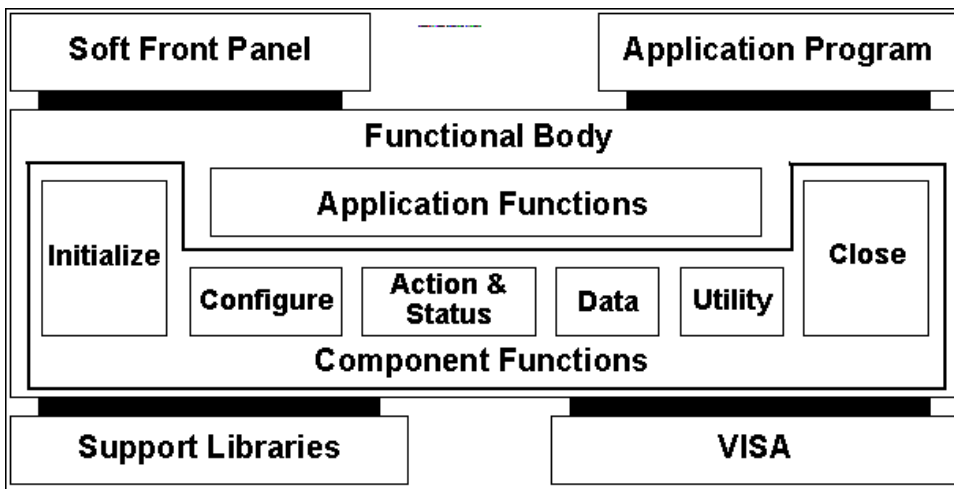 Soft Front Panel
Application Program
Functional Body
Application Functions
Initialize
Close
Configure
Action &
Status
Data
Utility
Component Functions
Support Libraries
VISA